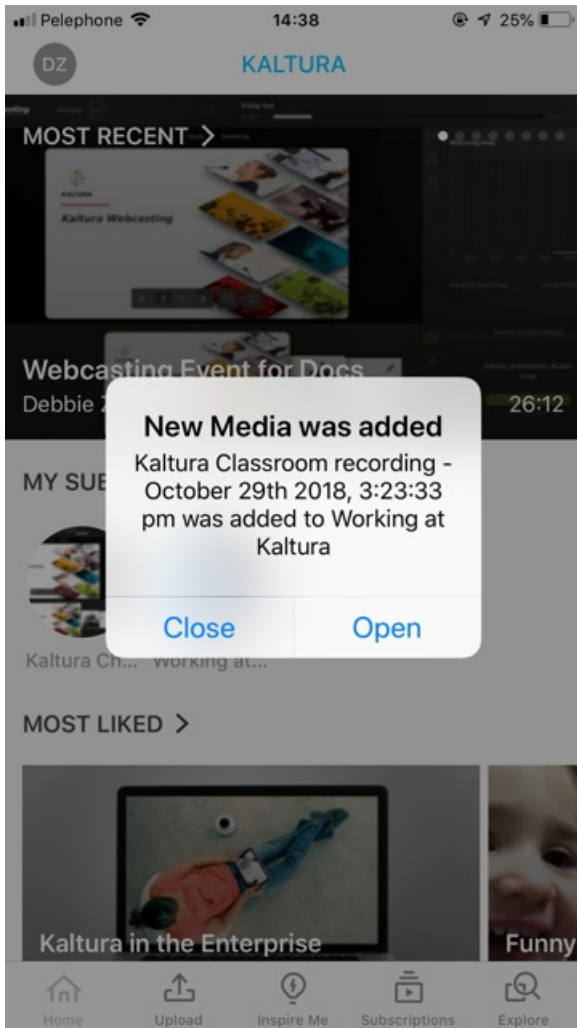 Pelephone 14:38 25%
DZ KALTURA
MOST RECENT >
KALTURA
Kaltura Webcasting
Webcasting Event for Docs
Debbie Z 26:12
New Media was added
Kaltura Classroom recording -
October 29th 2018, 3:23:33
pm was added to Working at
Kaltura
Close Open
MY SUB
Kaltura Ch... Working at...
MOST LIKED >
Kaltura in the Enterprise Funny
Home Upload Inspire Me Subscriptions Explore